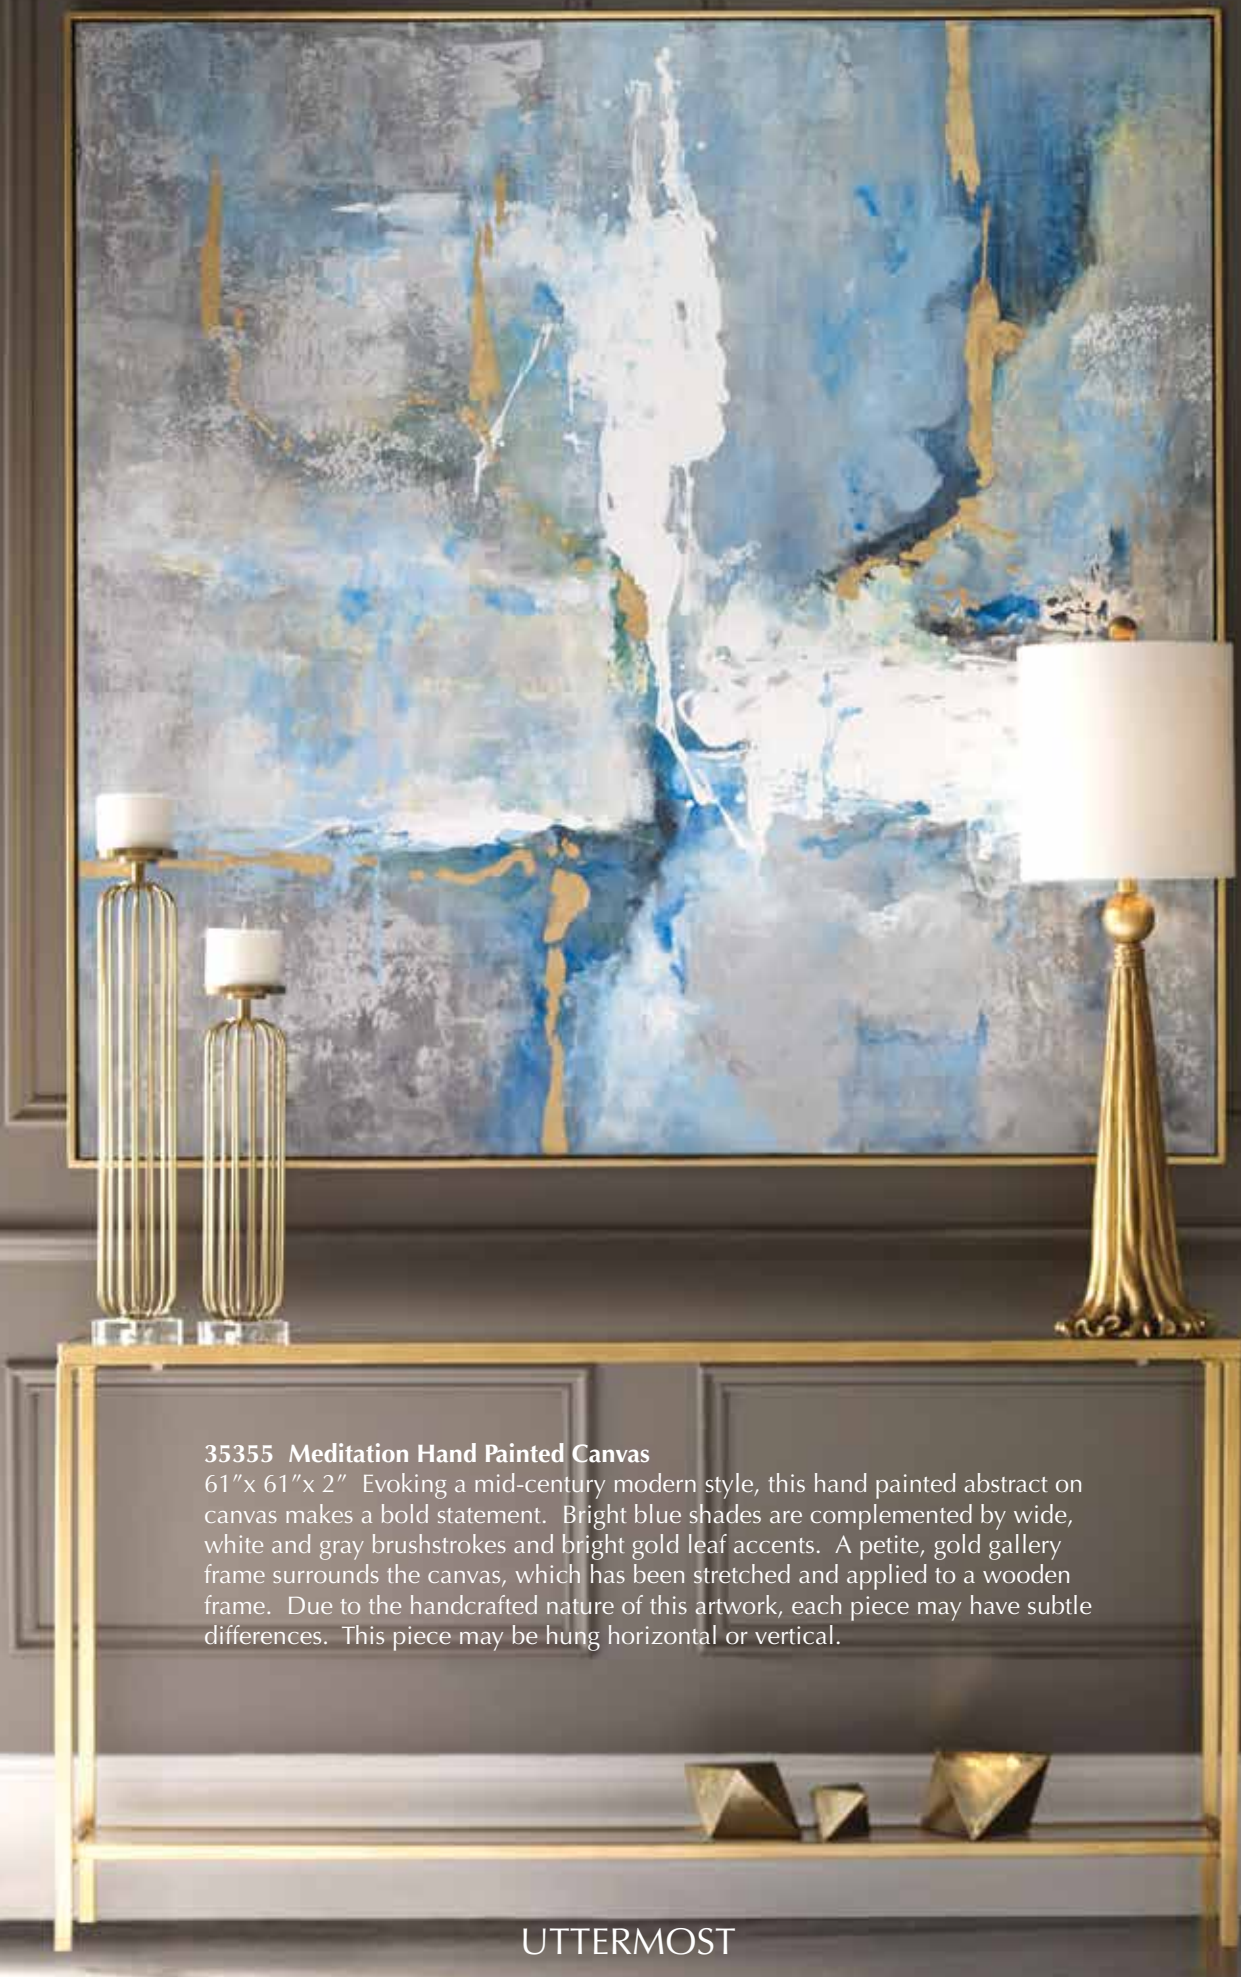 35355  Meditation Hand Painted Canvas
61”x 61”x 2”  Evoking a mid-century modern style, this hand painted abstract on
canvas makes a bold statement.  Bright blue shades are complemented by wide,
white and gray brushstrokes and bright gold leaf accents.  A petite, gold gallery
frame surrounds the canvas, which has been stretched and applied to a wooden
frame.  Due to the handcrafted nature of this artwork, each piece may have subtle
differences.  This piece may be hung horizontal or vertical.
UTTERMOST